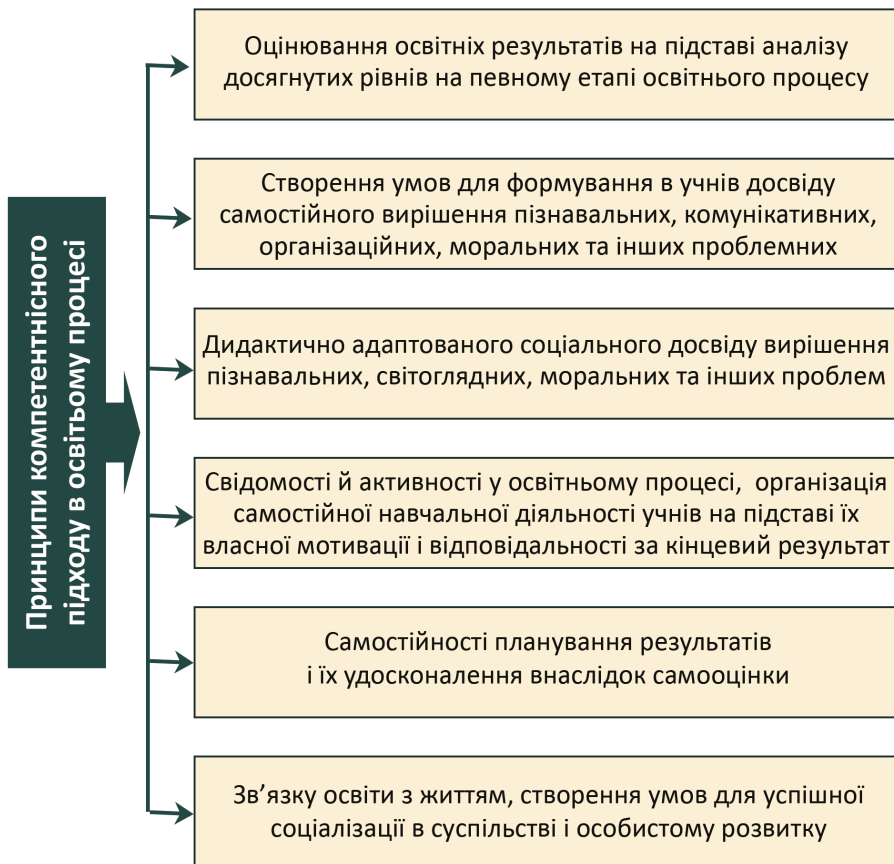 Принципи компетентнісного
підходу в освітьому процесі
Оцінювання освітніх результатів на підставі аналізу
досягнутих рівнів на певному етапі освітнього процесу
Створення умов для формування в учнів досвіду
самостійного вирішення пізнавальних, комунікативних,
організаційних, моральних та інших проблемних
Дидактично адаптованого соціального досвіду вирішення
пізнавальних, світоглядних, моральних та інших проблем
Свідомості й активності у освітньому процесі, організація
самостійної навчальної діяльності учнів на підставі їх
власної мотивації і відповідальності за кінцевий результат
Самостійності планування результатів
і їх удосконалення внаслідок самооцінки
Зв’язку освіти з життям, створення умов для успішної
соціалізації в суспільстві і особистому розвитку